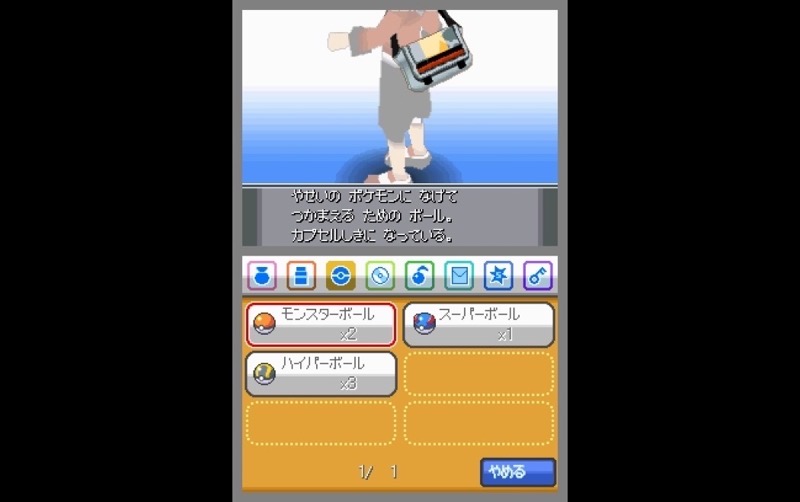 やせいの ポケモンに なげて
つかまえる ための ボール。
カプセルしきに なっている。
モンスターボール
x2
スーパーボール
x1
ハイパーボール
x3
1/ 1
やめる